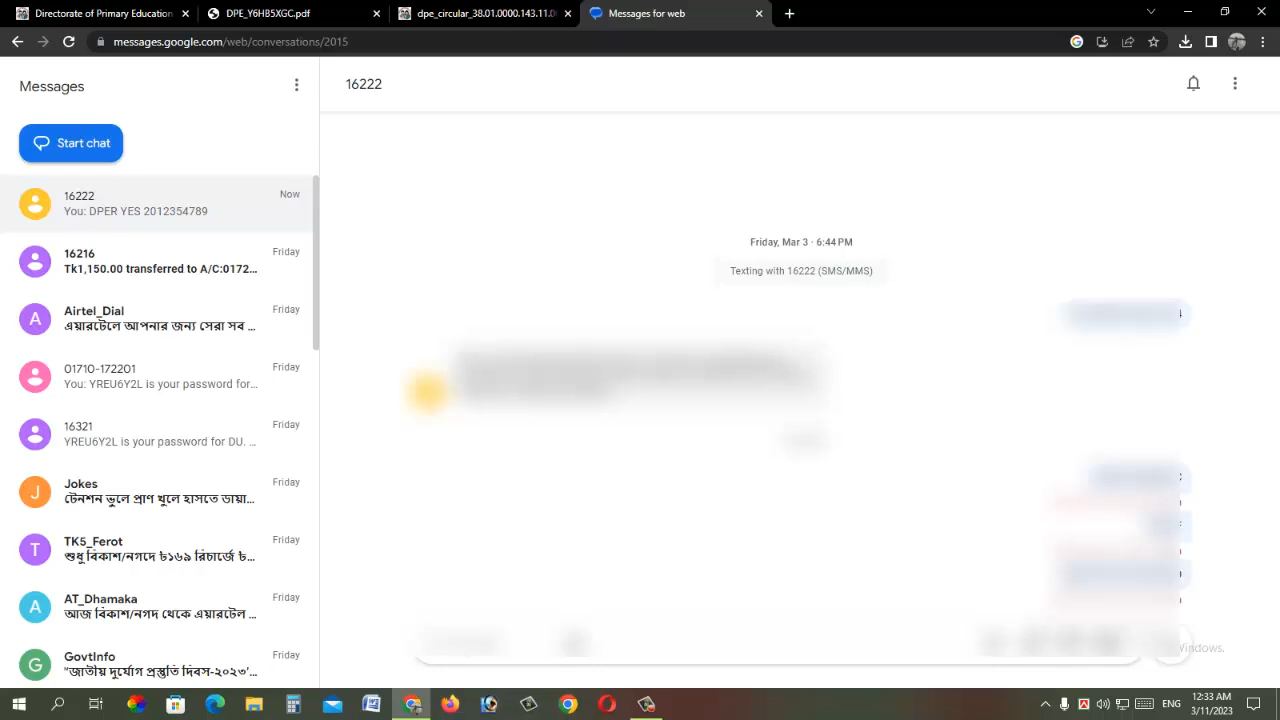 Directorate of Primary Education
DPE_Y6HB5XGC.pdf
dpe_circular_38.01.0000.143.11.0
Messages for web
messages.google.com/web/conversations/2015
Messages
16222
Start chat
16222
Now
You: DPER YES 2012354789
16216
Friday
Tk1,150.00 transferred to A/C:0172...
Airtel_Dial
Friday
এয়ারটেলে আপনার জন্য সেরা সব ...
01710-172201
Friday
You: YREU6Y2L is your password for...
16321
Friday
YREU6Y2L is your password for DU. ...
Jokes
Friday
টেনশন ভুলে প্রাণ খুলে হাসতে ডায়া...
TK5_Ferot
Friday
শুধু বিকাশ/নগদে ৳১৬৯ রিচার্জে ৳...
AT_Dhamaka
Friday
আজ বিকাশ/নগদ থেকে এয়ারটেল ...
GovtInfo
Friday
"জাতীয় দুর্যোগ প্রস্তুতি দিবস-২০২৩'...
Friday, Mar 3 · 6:44 PM
Texting with 16222 (SMS/MMS)
Windows.
ENG
12:33 AM
3/11/2023